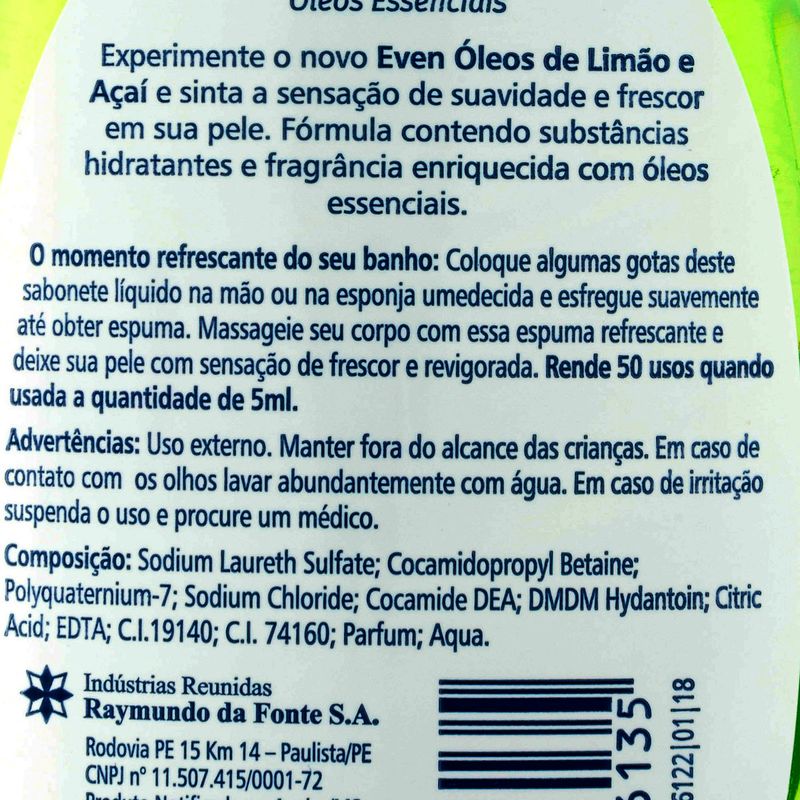 Óleos Essenciais
Experimente o novo Even Óleos de Limão e
Açaí e sinta a sensação de suavidade e frescor
em sua pele. Fórmula contendo substâncias
hidratantes e fragrância enriquecida com óleos
essenciais.
O momento refrescante do seu banho: Coloque algumas gotas deste
sabonete líquido na mão ou na esponja umedecida e esfregue suavemente
até obter espuma. Massageie seu corpo com essa espuma refrescante e
deixe sua pele com sensação de frescor e revigorada. Rende 50 usos quando
usada a quantidade de 5ml.
Advertências: Uso externo. Manter fora do alcance das crianças. Em caso de
contato com os olhos lavar abundantemente com água. Em caso de irritação
suspenda o uso e procure um médico.
Composição: Sodium Laureth Sulfate; Cocamidopropyl Betaine;
Polyquaternium-7; Sodium Chloride; Cocamide DEA; DMDM Hydantoin; Citric
Acid; EDTA; C.I.19140; C.I. 74160; Parfum; Aqua.
Indústrias Reunidas
Raymundo da Fonte S.A.
Rodovia PE 15 Km 14 – Paulista/PE
CNPJ nº 11.507.415/0001-72
6135
6122|01|18